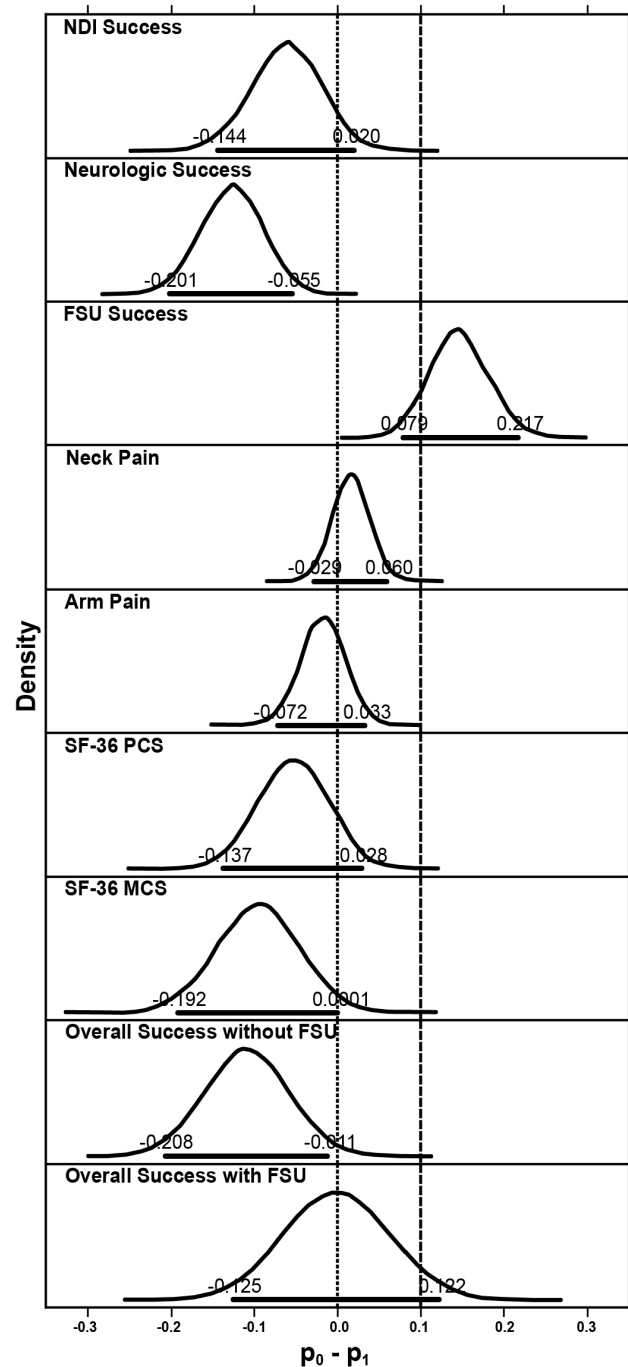 NDI Success
-0.144 0.020
Neurologic Success
-0.201 -0.055
FSU Success
0.079 0.217
Neck Pain
-0.029 0.060
Arm Pain
-0.072 0.033
SF-36 PCS
-0.137 0.028
SF-36 MCS
-0.192 0.0001
Overall Success without FSU
-0.208 -0.011
Overall Success with FSU
-0.125 0.122
Density
-0.3 -0.2 -0.1 0.0 0.1 0.2 0.3
p₀ - p₁